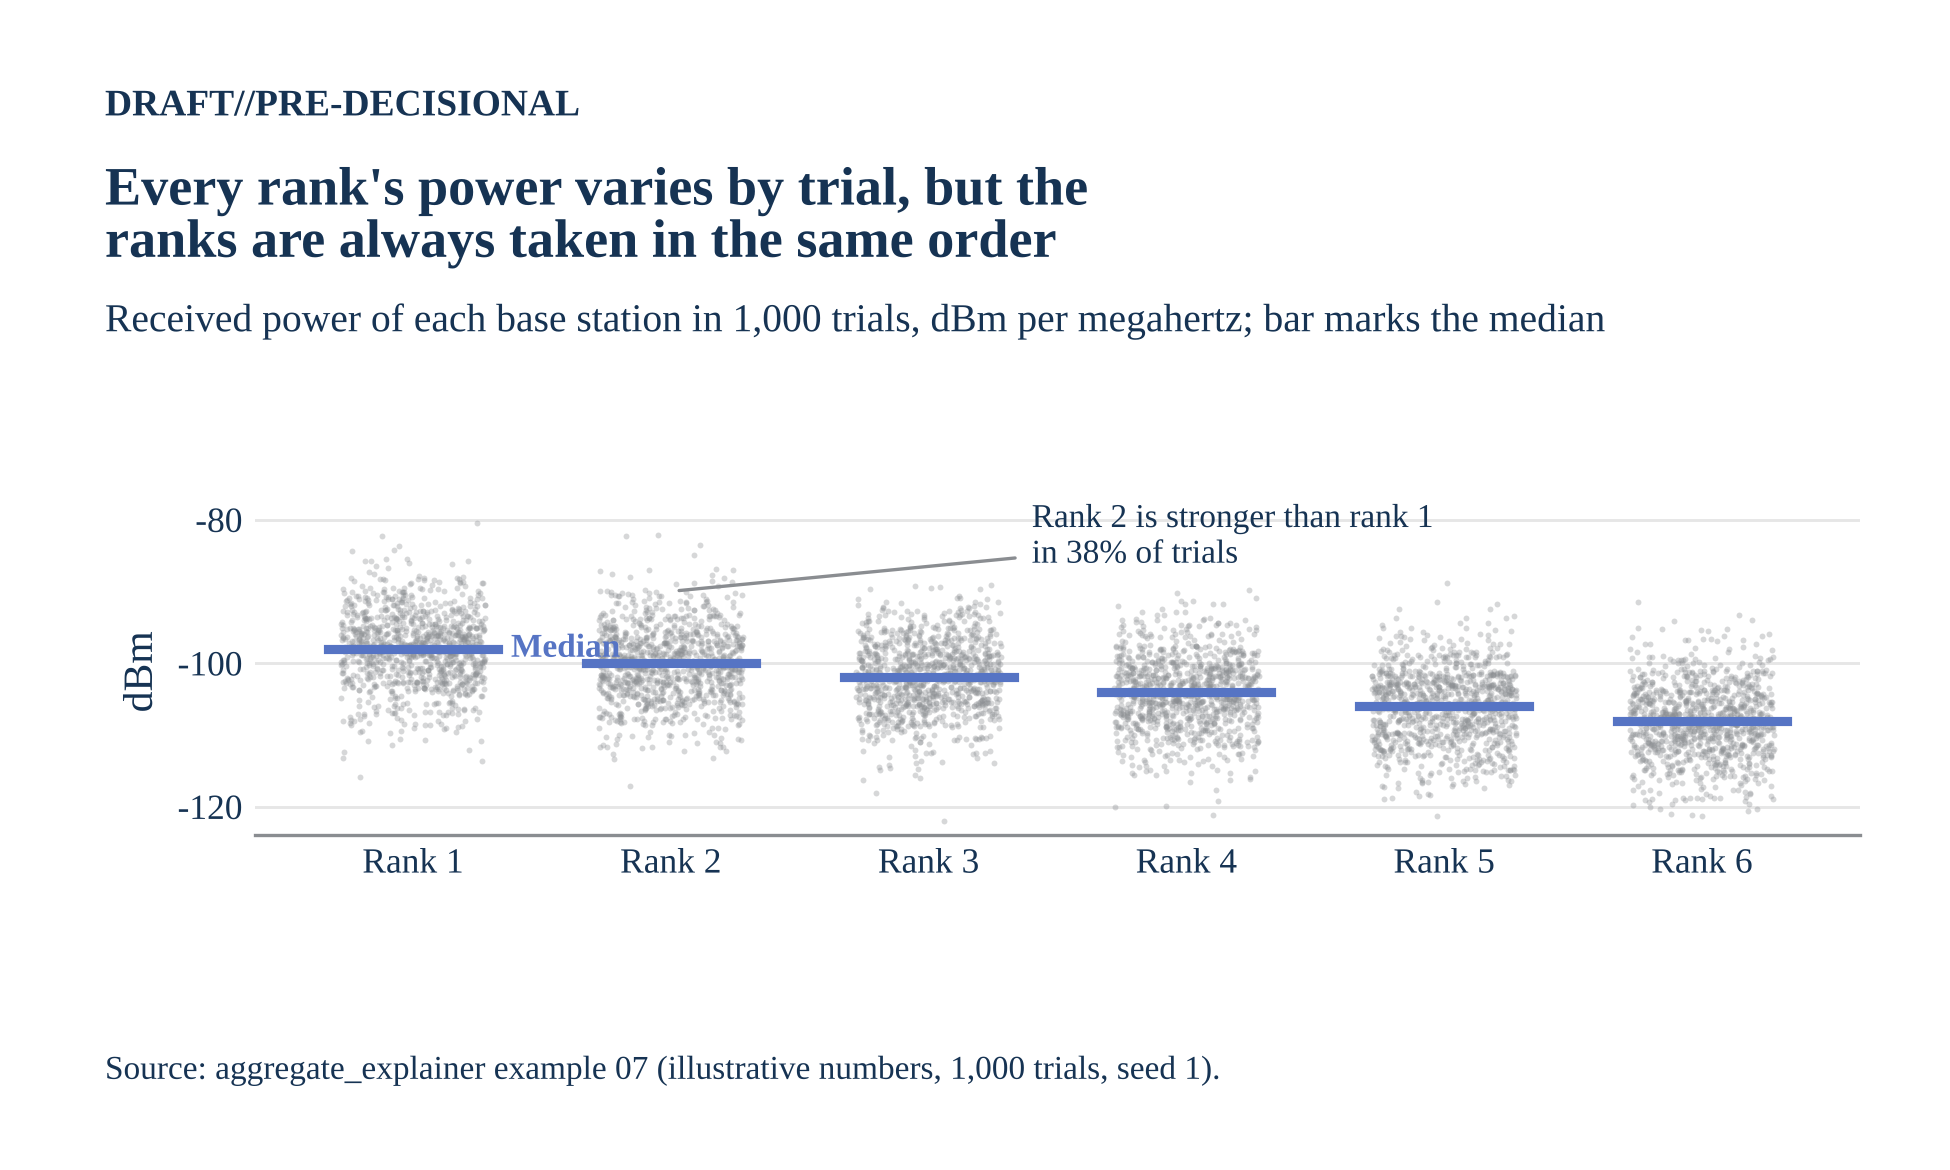 DRAFT//PRE-DECISIONAL
Every rank's power varies by trial, but the
ranks are always taken in the same order
Received power of each base station in 1,000 trials, dBm per megahertz; bar marks the median
Rank 2 is stronger than rank 1
in 38% of trials
-80
Median
-100
-120
dBm
Rank 1
Rank 2
Rank 3
Rank 4
Rank 5
Rank 6
Source: aggregate_explainer example 07 (illustrative numbers, 1,000 trials, seed 1).